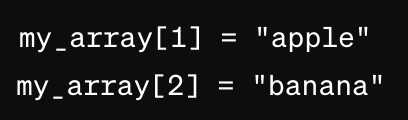 my_array[1] = "apple"
my_array[2] = "banana"